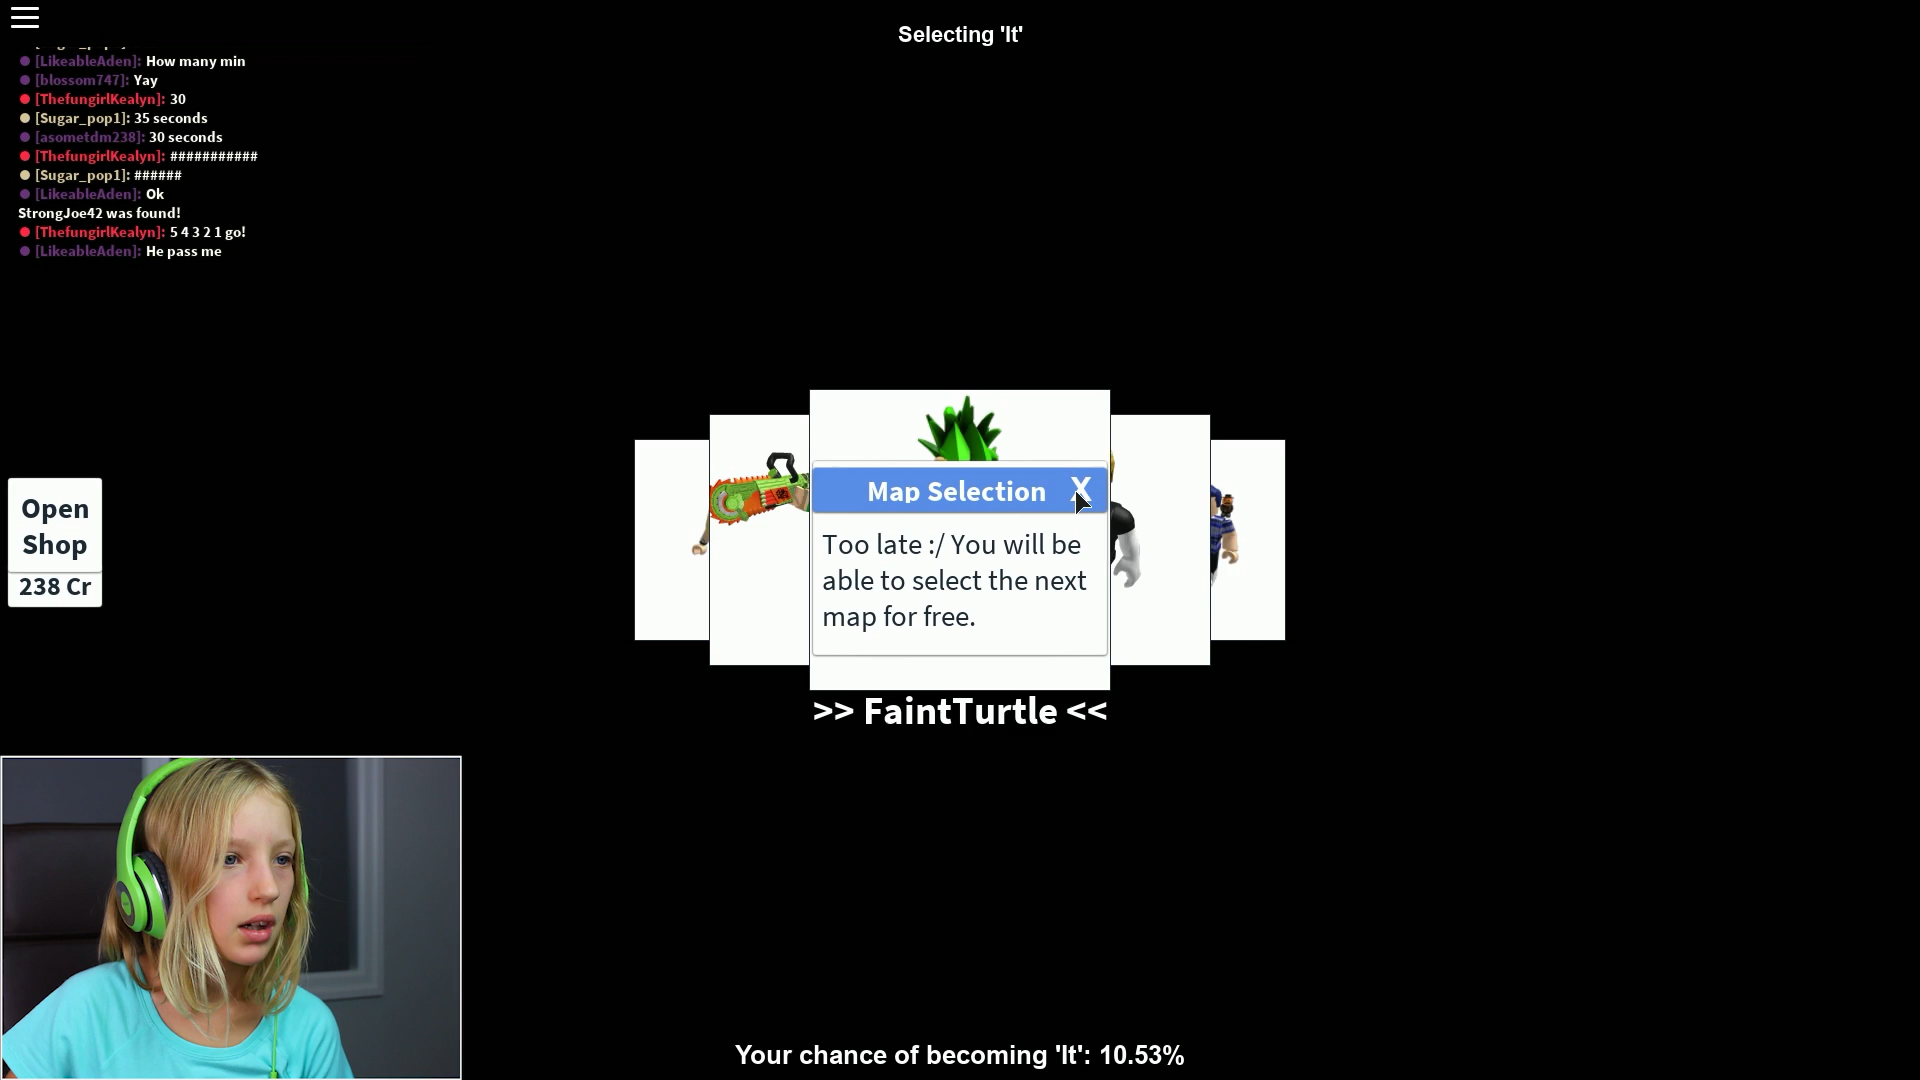 Selecting 'It'
[LikeableAden]: How many min
[blossom747]: Yay
[ThefungirlKealyn]: 30
[Sugar_pop1]: 35 seconds
[asometdm238]: 30 seconds
[ThefungirlKealyn]: ###########
[Sugar_pop1]: ######
[LikeableAden]: Ok
StrongJoe42 was found!
[ThefungirlKealyn]: 5 4 3 2 1 go!
[LikeableAden]: He pass me
Open
Shop
238 Cr
Map Selection X
Too late :/ You will be
able to select the next
map for free.
>> FaintTurtle <<
Your chance of becoming 'It': 10.53%